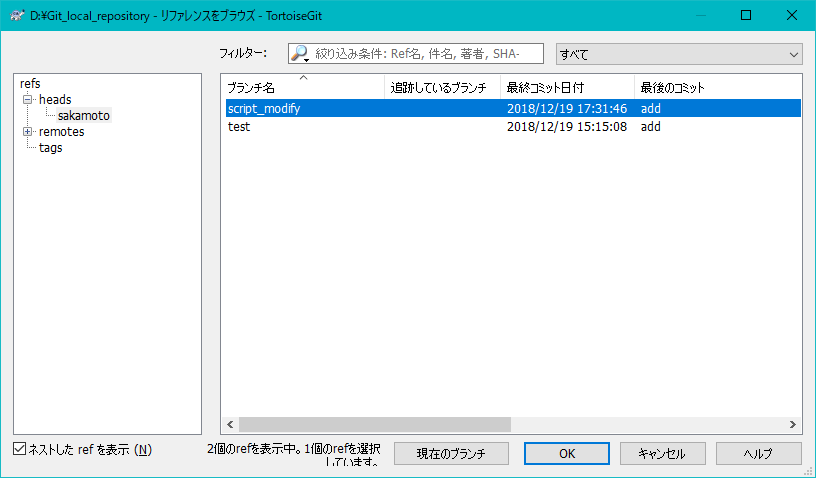 D:¥Git_local_repository - リファレンスをブラウズ - TortoiseGit
フィルター:
絞り込み条件: Ref名, 件名, 著者, SHA-
すべて
refs
heads
sakamoto
remotes
tags
ブランチ名 追跡しているブランチ 最終コミット日付 最後のコミット
script_modify 2018/12/19 17:31:46 add
test 2018/12/19 15:15:08 add
ネストした ref を表示 (N)
2個のrefを表示中。1個のrefを選択
しています。
現在のブランチ
OK
キャンセル
ヘルプ